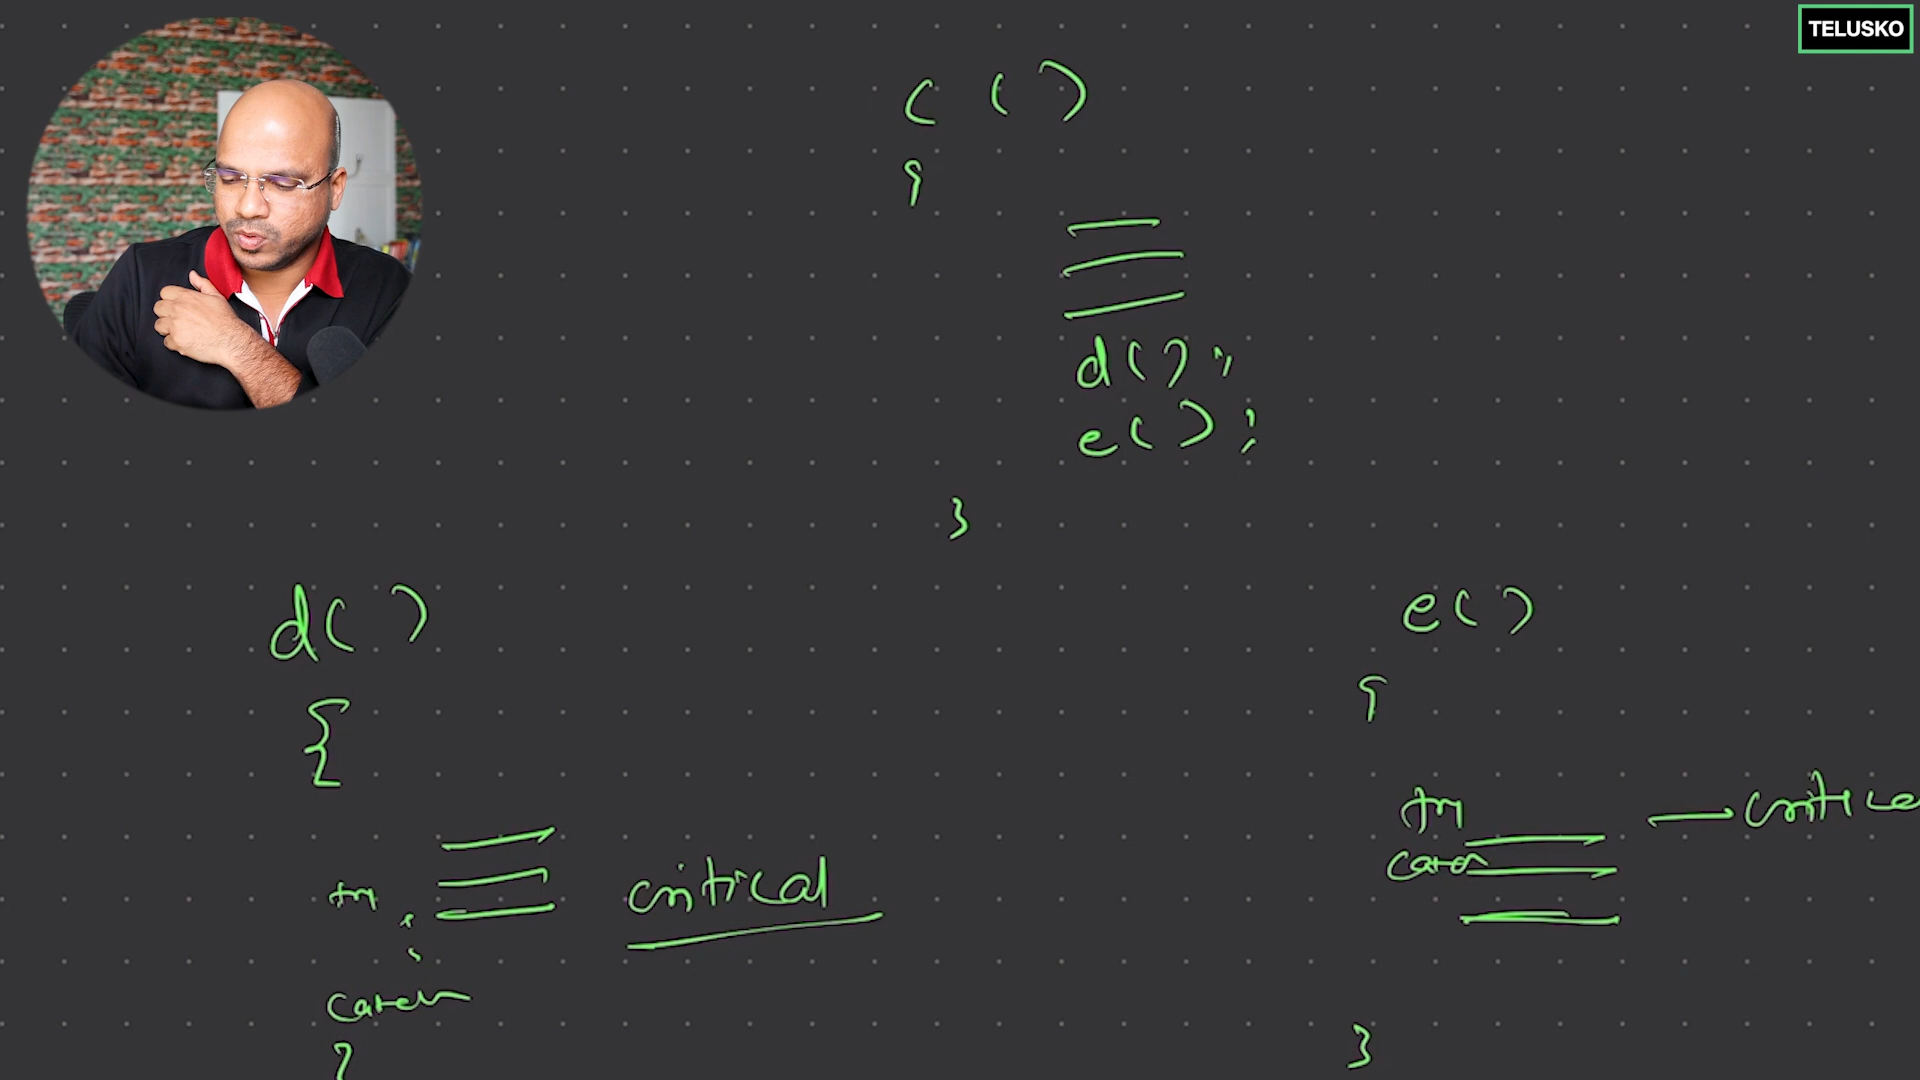 TELUSKO
c ( )
{
d( );
e( );
}
d( )
{
try
critical
catch
}
e( )
{
try
critica
catch
}